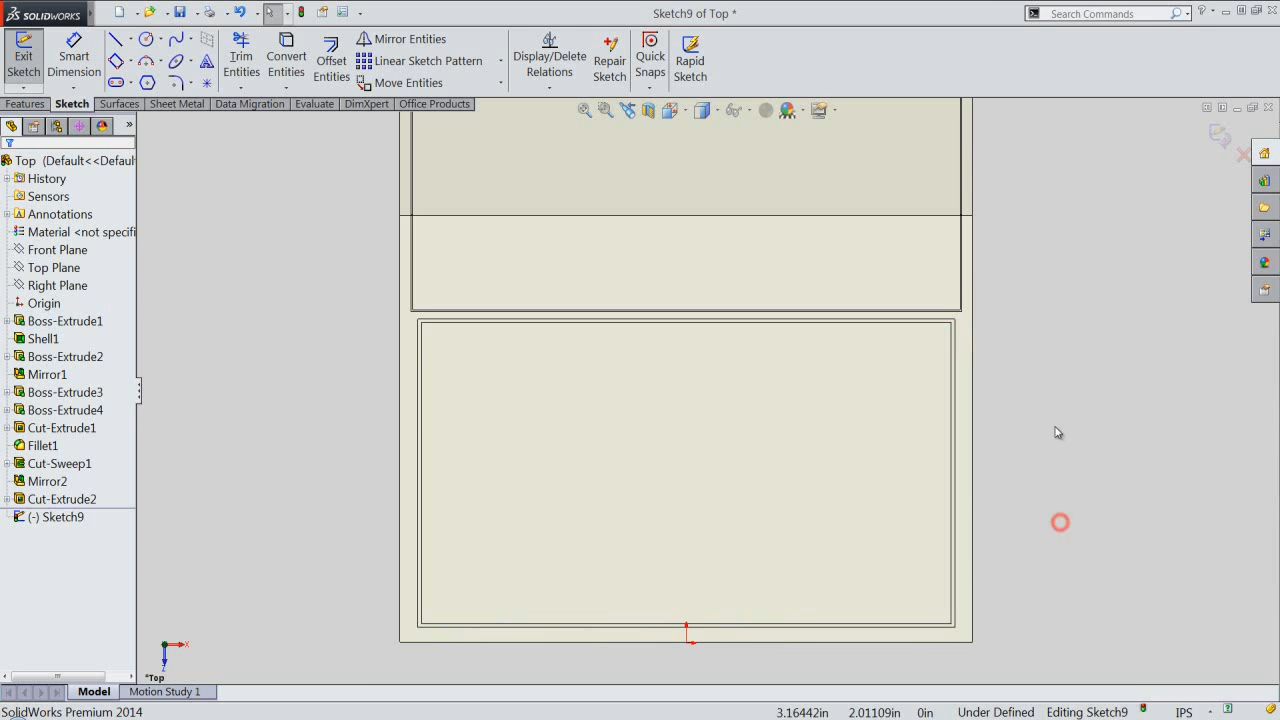 SOLIDWORKS
Sketch9 of Top *
Search Commands
Exit Sketch
Smart Dimension
Trim Entities
Convert Entities
Offset Entities
Mirror Entities
Linear Sketch Pattern
Move Entities
Display/Delete Relations
Repair Sketch
Quick Snaps
Rapid Sketch
Features
Sketch
Surfaces
Sheet Metal
Data Migration
Evaluate
DimXpert
Office Products
Top (Default<<Defaul
History
Sensors
Annotations
Material <not specifi
Front Plane
Top Plane
Right Plane
Origin
Boss-Extrude1
Shell1
Boss-Extrude2
Mirror1
Boss-Extrude3
Boss-Extrude4
Cut-Extrude1
Fillet1
Cut-Sweep1
Mirror2
Cut-Extrude2
(-) Sketch9
X
Z
*Top
Model
Motion Study 1
SolidWorks Premium 2014
3.16442in
2.01109in
0in
Under Defined
Editing Sketch9
IPS